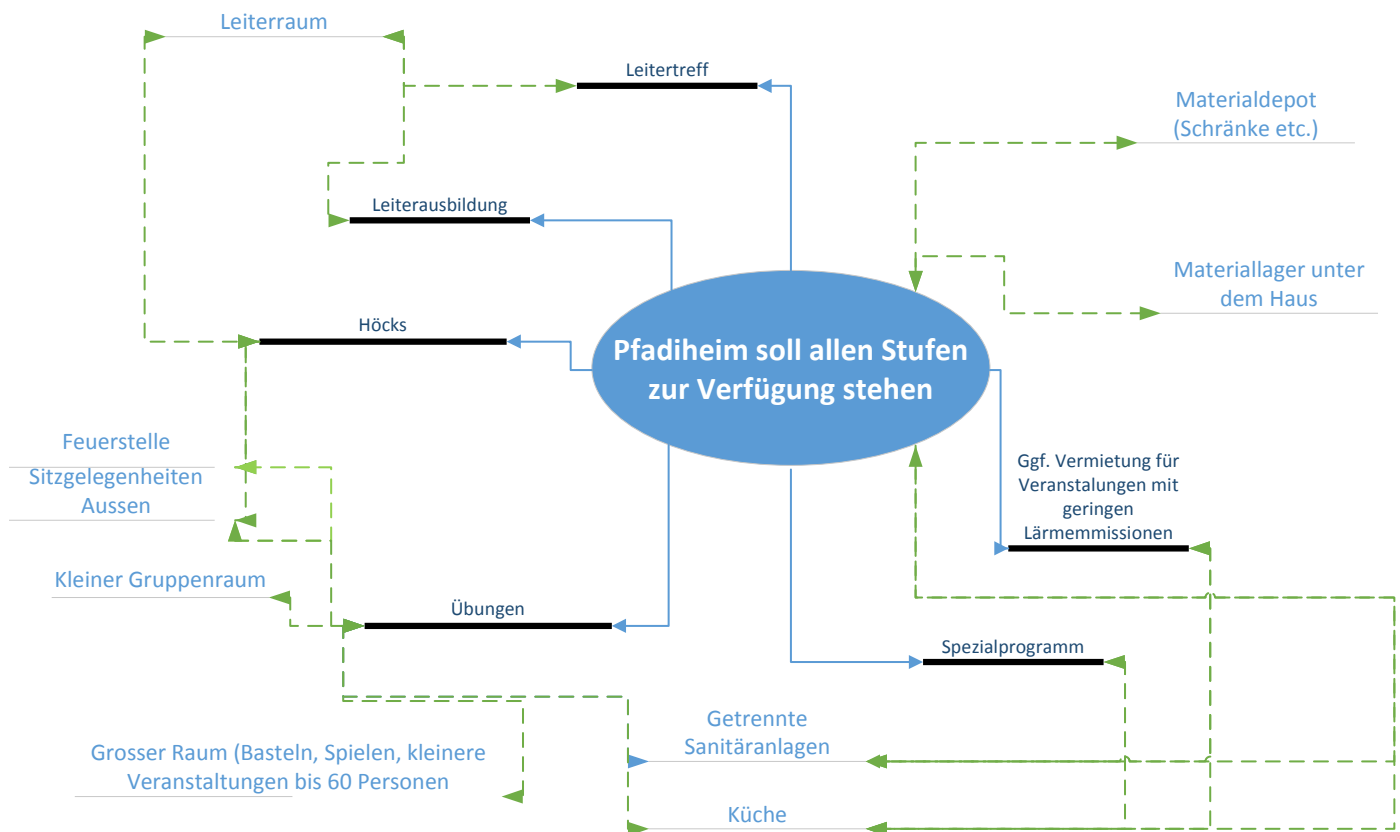 Leiterraum
Leitertreff
Materialdepot
(Schränke etc.)
Leiterausbildung
Materiallager unter
dem Haus
Höcks
Pfadiheim soll allen Stufen
zur Verfügung stehen
Feuerstelle
Sitzgelegenheiten
Aussen
Ggf. Vermietung für
Veranstalungen mit
geringen
Lärmemmissionen
Kleiner Gruppenraum
Übungen
Spezialprogramm
Getrennte
Sanitäranlagen
Grosser Raum (Basteln, Spielen, kleinere
Veranstaltungen bis 60 Personen
Küche